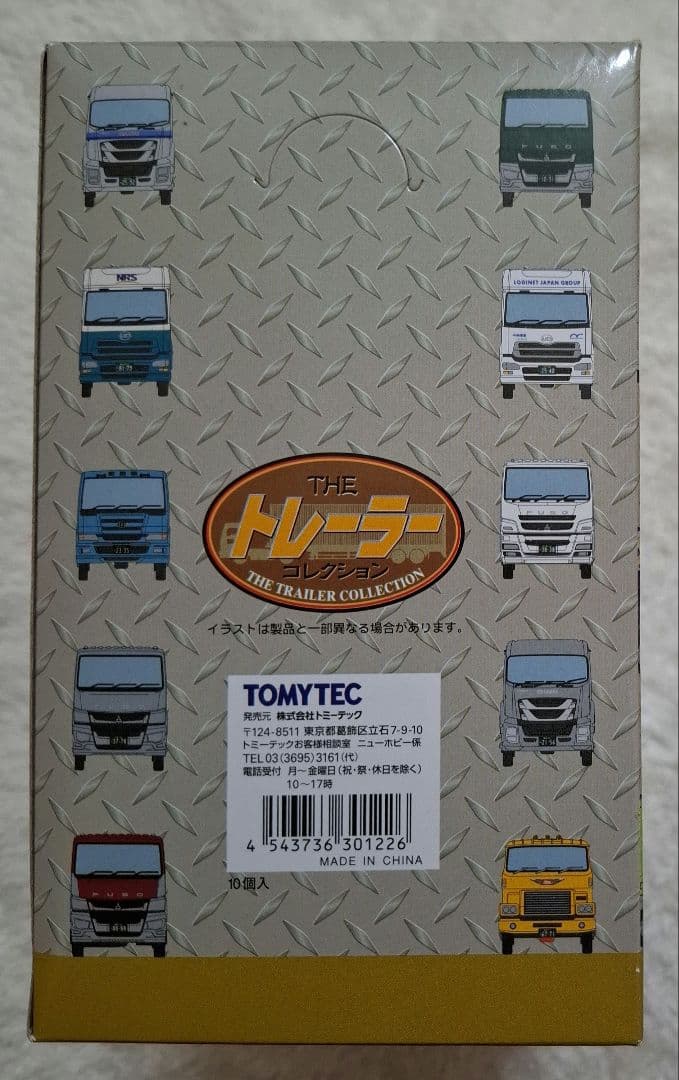 FUSO
NRS
LOGINET JAPAN GROUP
FUSO
THE
トレーラー
コレクション
THE TRAILER COLLECTION
イラストは製品と一部異なる場合があります。
TOMYTEC
発売元 株式会社トミーテック
〒124-8511 東京都葛飾区立石7-9-10
トミーテックお客様相談室 ニューホビー係
TEL03(3695)3161(代)
電話受付 月～金曜日(祝・祭・休日を除く)
10～17時
4 543736 301226
MADE IN CHINA
10個入
FUSO